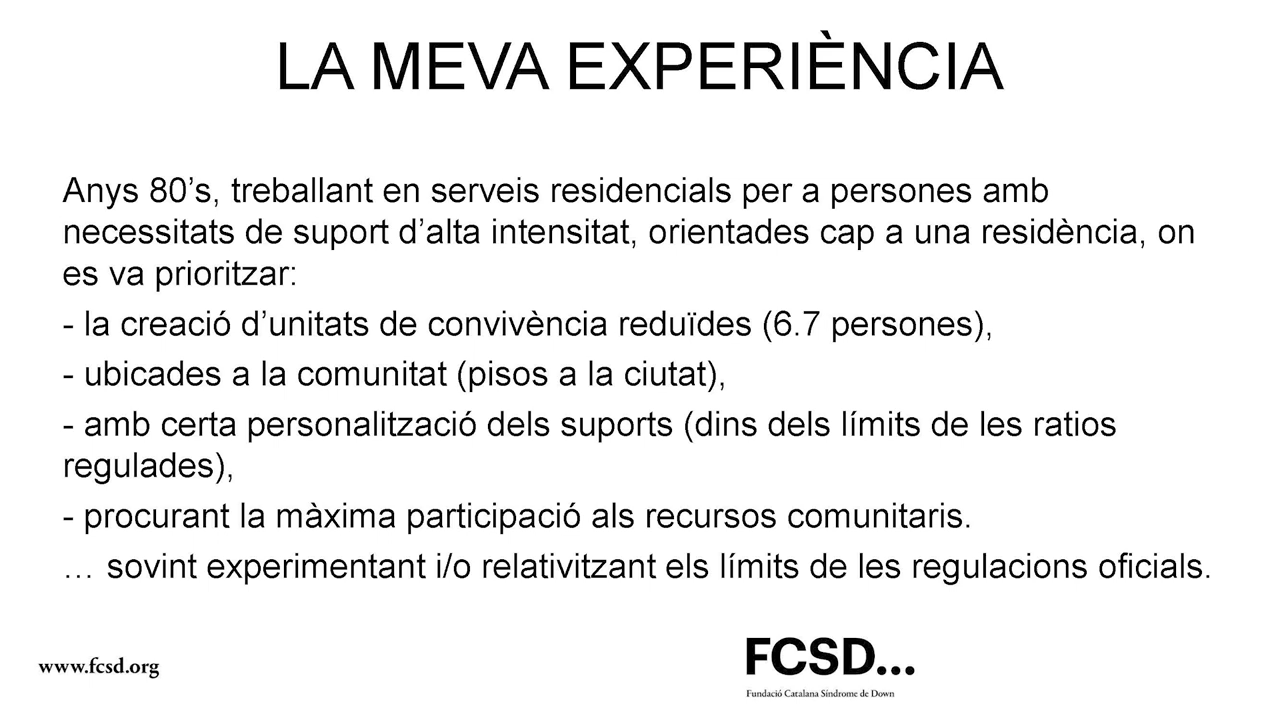 LA MEVA EXPERIÈNCIA
Anys 80’s, treballant en serveis residencials per a persones amb
necessitats de suport d’alta intensitat, orientades cap a una residència, on
es va prioritzar:
- la creació d’unitats de convivència reduïdes (6.7 persones),
- ubicades a la comunitat (pisos a la ciutat),
- amb certa personalització dels suports (dins dels límits de les ratios
regulades),
- procurant la màxima participació als recursos comunitaris.
… sovint experimentant i/o relativitzant els límits de les regulacions oficials.
www.fcsd.org
FCSD...
Fundació Catalana Síndrome de Down